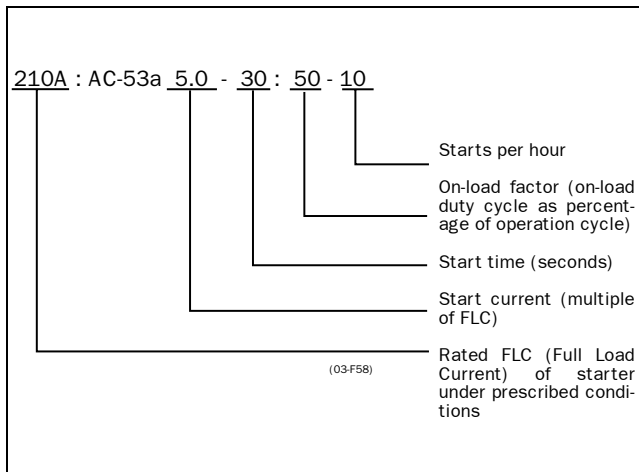 210A : AC-53a 5.0 - 30 : 50 - 10
Starts per hour
On-load factor (on-load
duty cycle as percent-
age of operation cycle)
Start time (seconds)
Start current (multiple
of FLC)
Rated FLC (Full Load
Current) of starter
under prescribed condi-
tions
(03-F58)